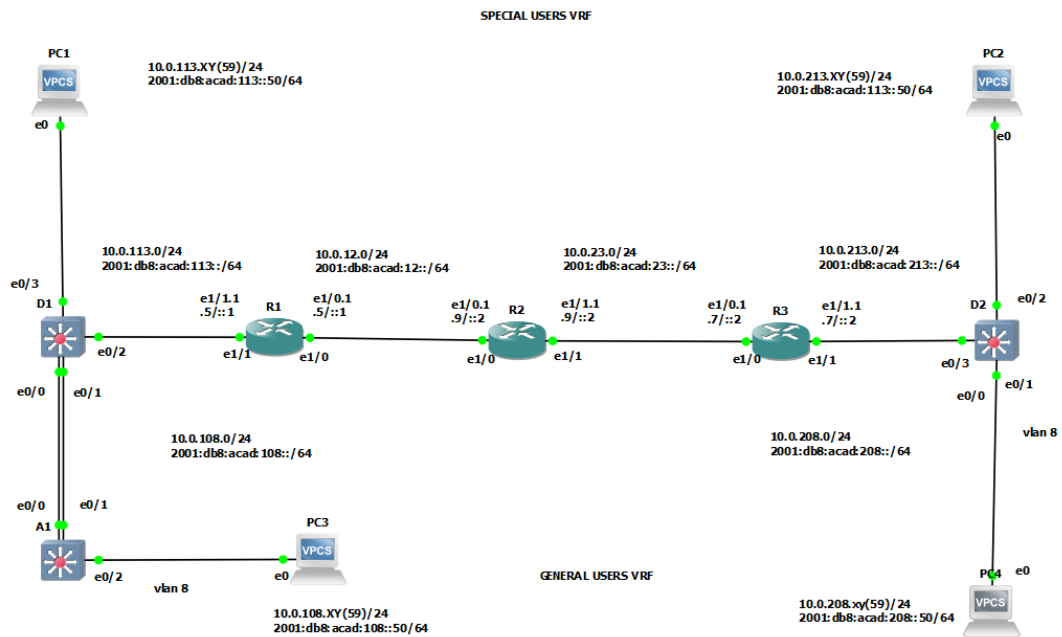 SPECIAL USERS VRF
PC1
10.0.113.XY(59)/24
2001:db8:acad:113::50/64
VPCS
e0
PC2
10.0.213.XY(59)/24
2001:db8:acad:113::50/64
VPCS
e0
10.0.113.0/24
2001:db8:acad:113::/64
10.0.12.0/24
2001:db8:acad:12::/64
10.0.23.0/24
2001:db8:acad:23::/64
10.0.213.0/24
2001:db8:acad:213::/64
e0/3
D1
e0/2
e0/0
e0/1
e1/1.1
.5/::1
R1
e1/0.1
.5/::1
e1/1
e1/0
e1/0.1
.9/::2
R2
e1/1.1
.9/::2
e1/0
e1/1
e1/0.1
.7/::2
R3
e1/1.1
.7/::2
e1/0
e1/1
D2
e0/2
e0/3
e0/1
e0/0
vlan 8
10.0.108.0/24
2001:db8:acad:108::/64
10.0.208.0/24
2001:db8:acad:208::/64
e0/0
e0/1
A1
e0/2
vlan 8
PC3
VPCS
e0
10.0.108.XY(59)/24
2001:db8:acad:108::50/64
GENERAL USERS VRF
PC4
e0
VPCS
10.0.208.xy(59)/24
2001:db8:acad:208::50/64